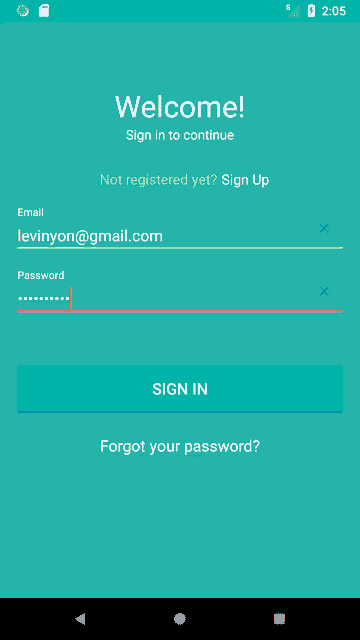 2:05
Welcome!
Sign in to continue
Not registered yet? Sign Up
Email
levinyon@gmail.com
Password
••••••••••
SIGN IN
Forgot your password?